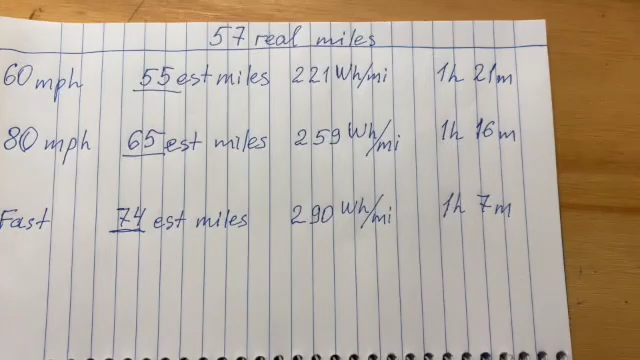 57 real miles
60 mph 55 est miles 221 Wh/mi 1h 21m
80 mph 65 est miles 259 Wh/mi 1h 16m
Fast 74 est miles 290 Wh/mi 1h 7m